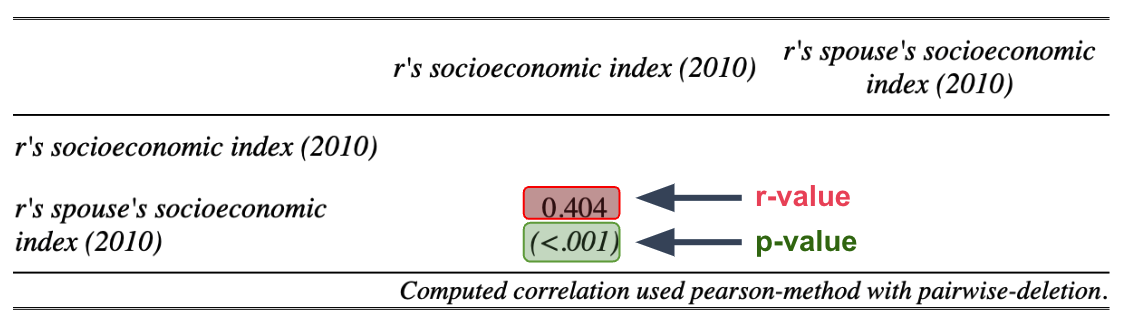 r's socioeconomic index (2010)
r's spouse's socioeconomic
index (2010)
r's socioeconomic index (2010)
r's spouse's socioeconomic
index (2010)
0.404
(<.001)
r-value
p-value
Computed correlation used pearson-method with pairwise-deletion.